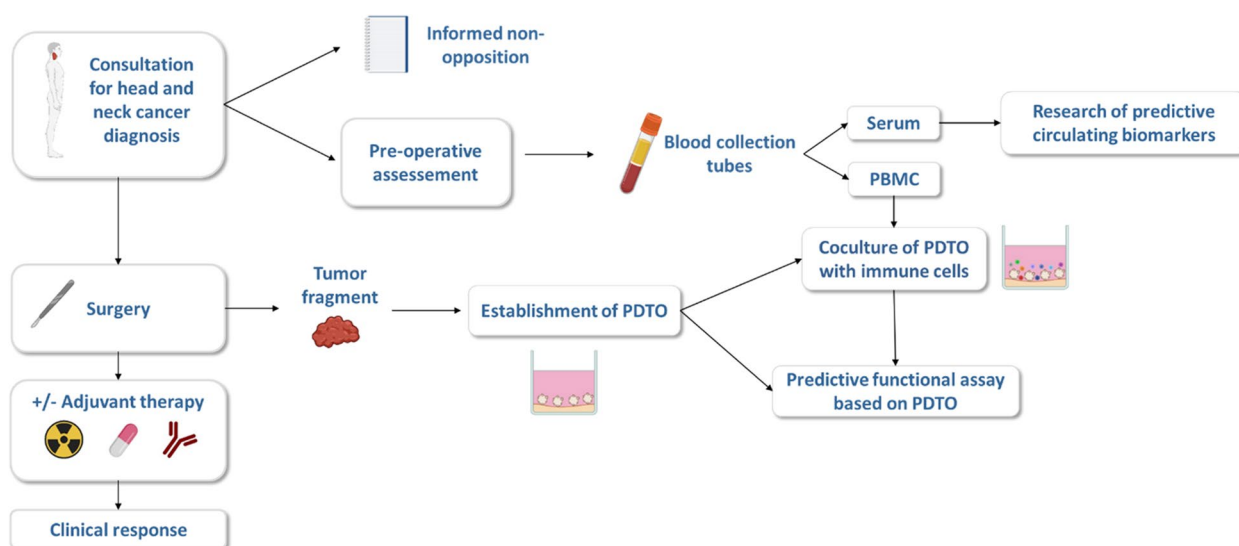 Consultation
for head and
neck cancer
diagnosis
Informed non-
opposition
Pre-operative
assessement
Blood collection
tubes
Serum
Research of predictive
circulating biomarkers
PBMC
Coculture of PDTO
with immune cells
Surgery
Tumor
fragment
Establishment of PDTO
Predictive functional assay
based on PDTO
+/- Adjuvant therapy
Clinical response